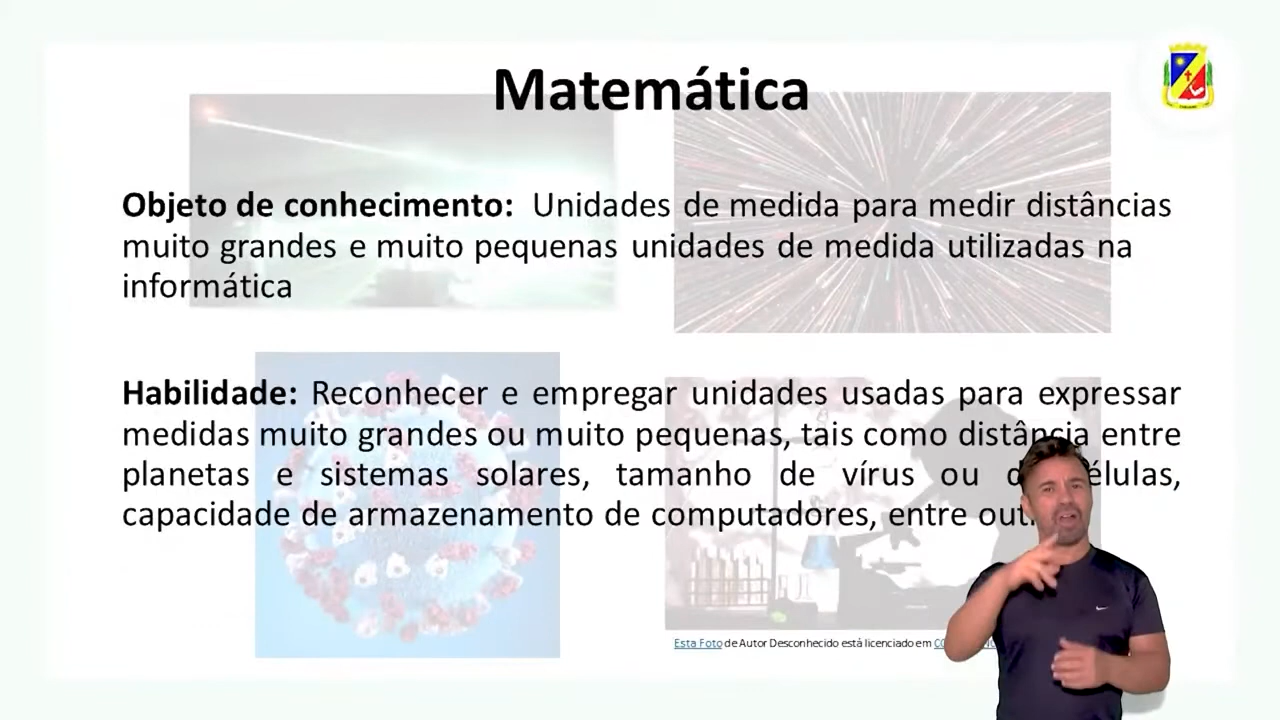 Matemática
Objeto de conhecimento: Unidades de medida para medir distâncias
muito grandes e muito pequenas unidades de medida utilizadas na
informática
Habilidade: Reconhecer e empregar unidades usadas para expressar
medidas muito grandes ou muito pequenas, tais como distância entre
planetas e sistemas solares, tamanho de vírus ou
capacidade de armazenamento de computadores, entre
Esta Foto de Autor Desconhecido está licenciado em